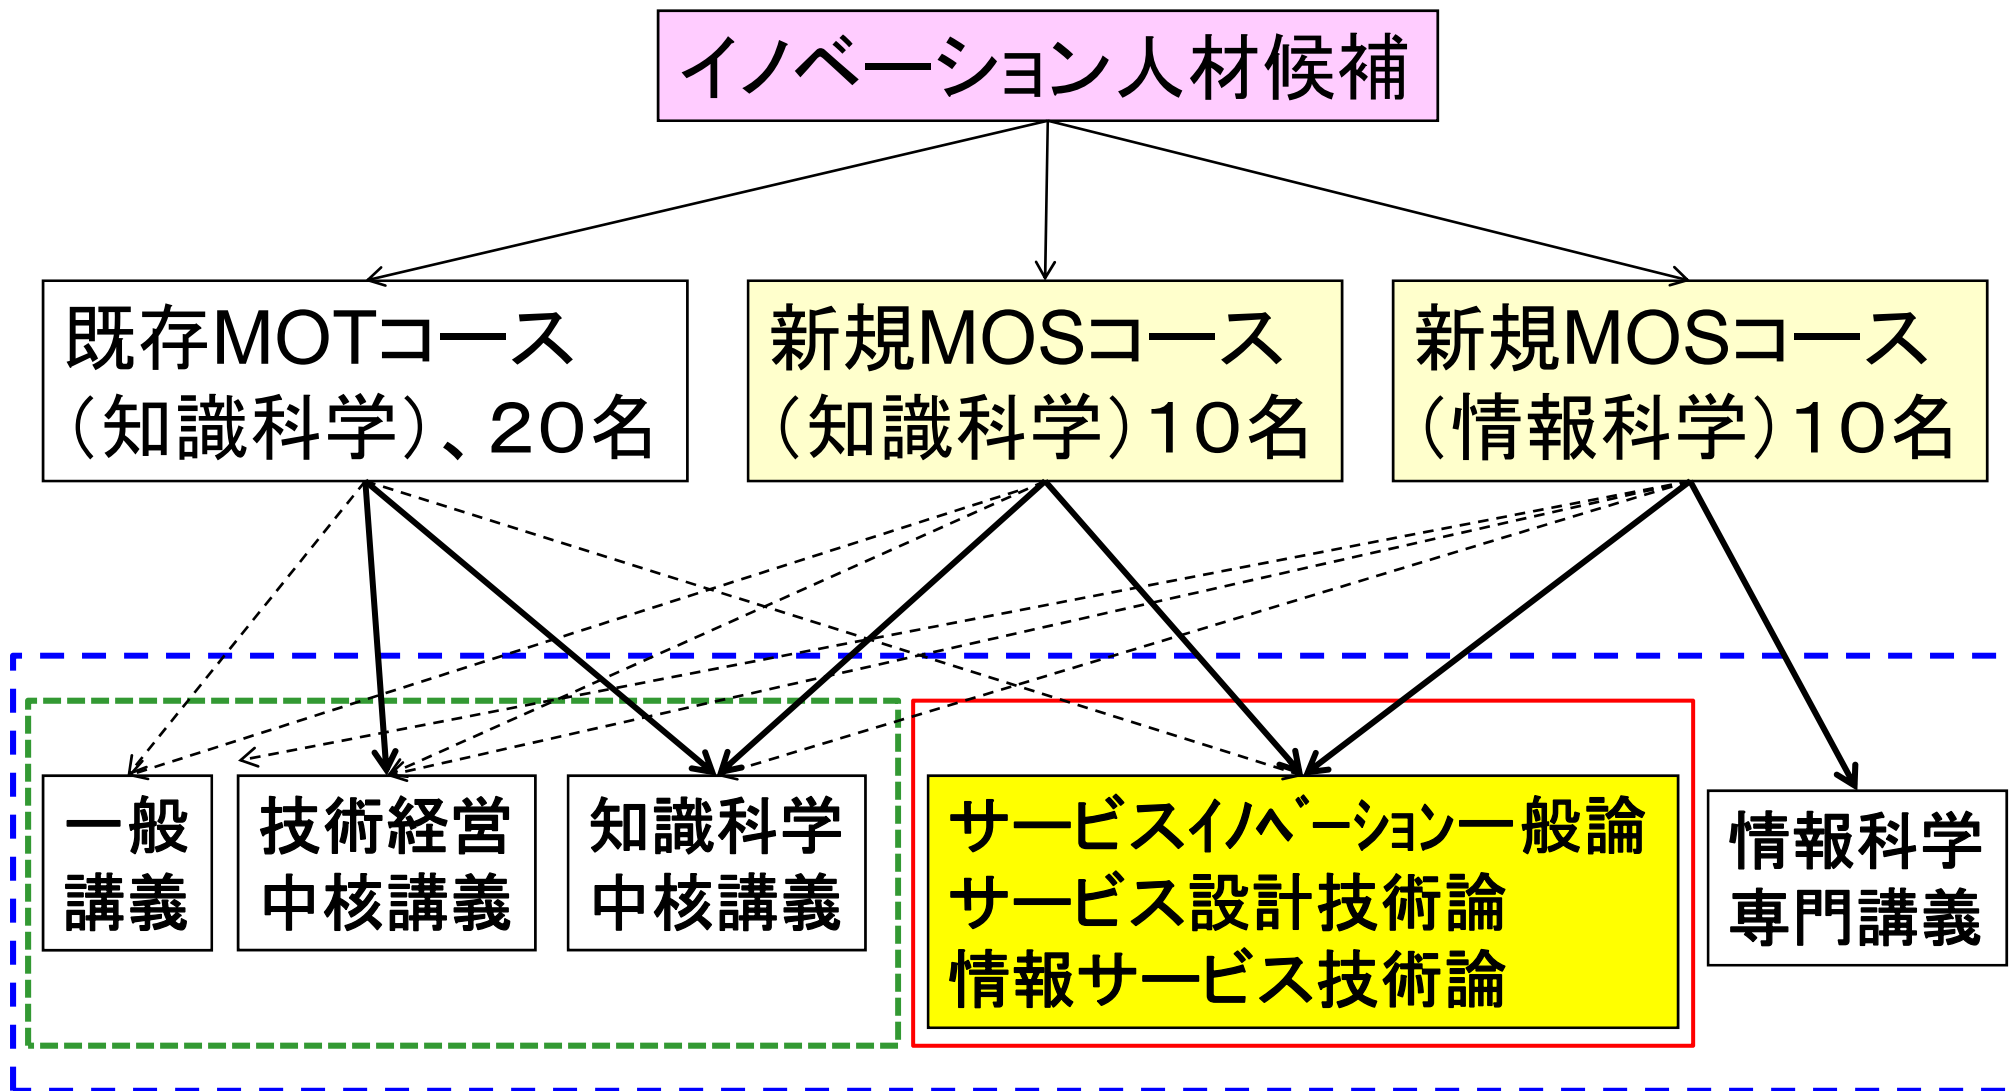 イノベーション人材候補
既存MOTコース
（知識科学）、２０名
新規MOSコース
（知識科学）１０名
新規MOSコース
（情報科学）１０名
一般
講義
技術経営
中核講義
知識科学
中核講義
サービスｲﾉﾍﾞｰｼｮﾝ一般論
サービス設計技術論
情報サービス技術論
情報科学
専門講義